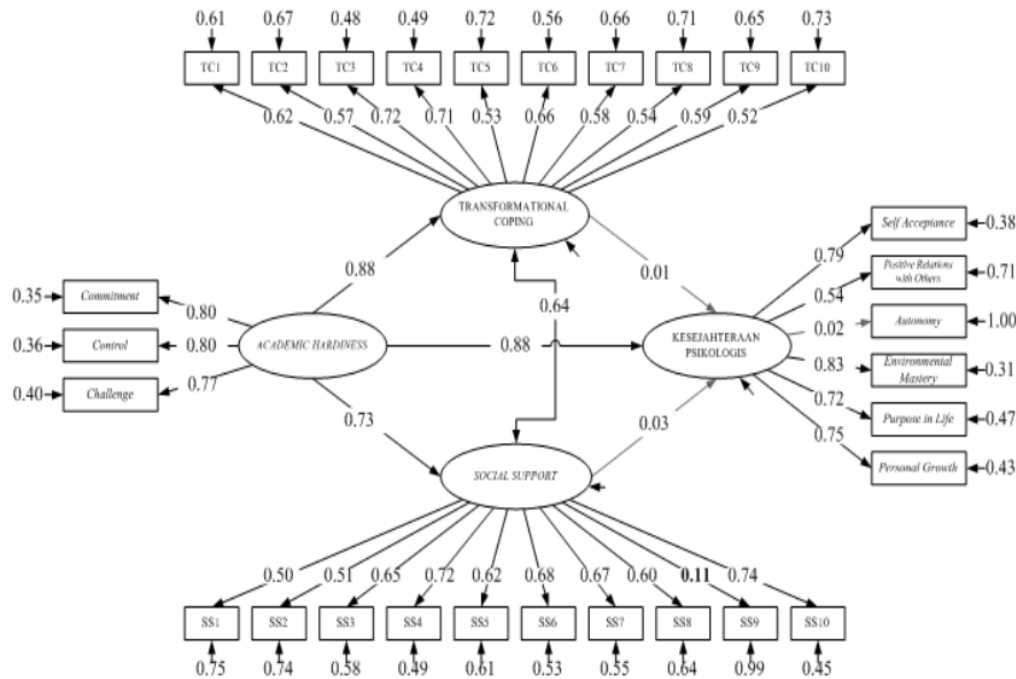 0.61 0.67 0.48 0.49 0.72 0.56 0.66 0.71 0.65 0.73
TC1 TC2 TC3 TC4 TC5 TC6 TC7 TC8 TC9 TC10
0.62 0.57 0.72 0.71 0.53 0.66 0.58 0.54 0.59 0.52
TRANSFORMATIONAL
COPING
0.88
0.01
0.64
0.35 Commitment 0.80
0.36 Control 0.80
0.40 Challenge 0.77
ACADEMIC HARDINESS
0.88
KESEJAHTERAAN
PSIKOLOGIS
0.79 Self Acceptance 0.38
0.54 Positive Relations
with Others 0.71
0.02 Autonomy 1.00
0.83 Environmental
Mastery 0.31
0.72 Purpose in Life 0.47
0.75 Personal Growth 0.43
0.73
0.03
SOCIAL SUPPORT
0.50 0.51 0.65 0.72 0.62 0.68 0.67 0.60 0.11 0.74
SS1 SS2 SS3 SS4 SS5 SS6 SS7 SS8 SS9 SS10
0.75 0.74 0.58 0.49 0.61 0.53 0.55 0.64 0.99 0.45